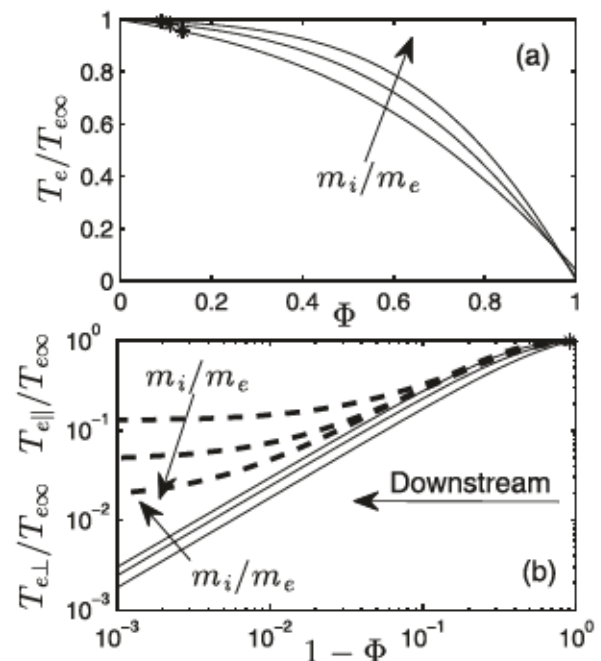 1
0.8
0.6
0.4
0.2
0
T_e/T_{e∞}
(a)
m_i/m_e
0 0.2 0.4 0.6 0.8 1
Φ
10^0
10^{-1}
10^{-2}
10^{-3}
T_{e⊥}/T_{e∞} T_{e||}/T_{e∞}
m_i/m_e
Downstream
m_i/m_e
(b)
10^{-3} 10^{-2} 10^{-1} 10^0
1 − Φ